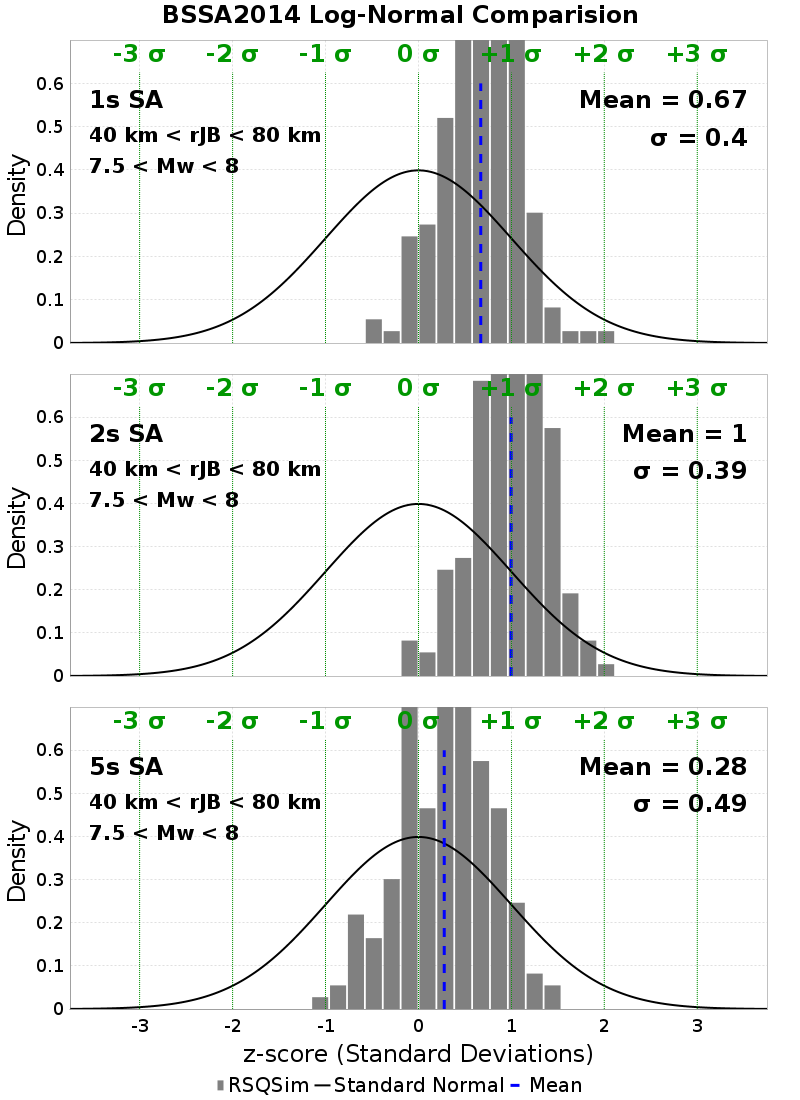 BSSA2014 Log-Normal Comparision
-3 σ -2 σ -1 σ 0 σ +1 σ +2 σ +3 σ
1s SA
40 km < rJB < 80 km
7.5 < Mw < 8
Mean = 0.67
σ = 0.4
Density
0.6
0.5
0.4
0.3
0.2
0.1
0
-3 σ -2 σ -1 σ 0 σ +1 σ +2 σ +3 σ
2s SA
40 km < rJB < 80 km
7.5 < Mw < 8
Mean = 1
σ = 0.39
Density
0.6
0.5
0.4
0.3
0.2
0.1
0
-3 σ -2 σ -1 σ 0 σ +1 σ +2 σ +3 σ
5s SA
40 km < rJB < 80 km
7.5 < Mw < 8
Mean = 0.28
σ = 0.49
Density
0.6
0.5
0.4
0.3
0.2
0.1
0
-3 -2 -1 0 1 2 3
z-score (Standard Deviations)
RSQSim Standard Normal Mean